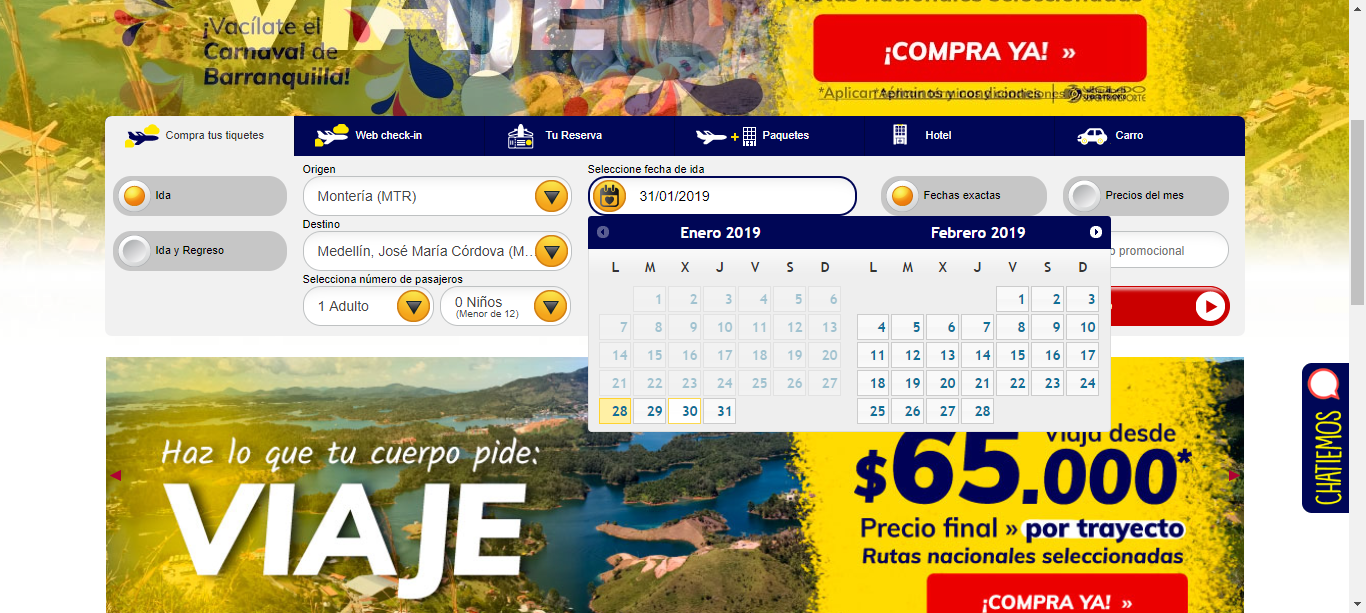 VIAJE
¡Vacílate el
Carnaval de
Barranquilla!
Rutas nacionales seleccionadas
¡COMPRA YA! »
Compra tus tiquetes
Web check-in
Tu Reserva
Paquetes
Hotel
Carro
Ida
Ida y Regreso
Origen
Montería (MTR)
Destino
Medellín, José María Córdova (M...
Selecciona número de pasajeros
1 Adulto
0 Niños
(Menor de 12)
Seleccione fecha de ida
31/01/2019
Fechas exactas
Precios del mes
promocional
Enero 2019
L M X J V S D
1 2 3 4 5 6
7 8 9 10 11 12 13
14 15 16 17 18 19 20
21 22 23 24 25 26 27
28 29 30 31
Febrero 2019
L M X J V S D
1 2 3
4 5 6 7 8 9 10
11 12 13 14 15 16 17
18 19 20 21 22 23 24
25 26 27 28
Haz lo que tu cuerpo pide:
VIAJE
Viaja desde
$65.000*
Precio final » por trayecto
Rutas nacionales seleccionadas
¡COMPRA YA! »
CHATIEMOS